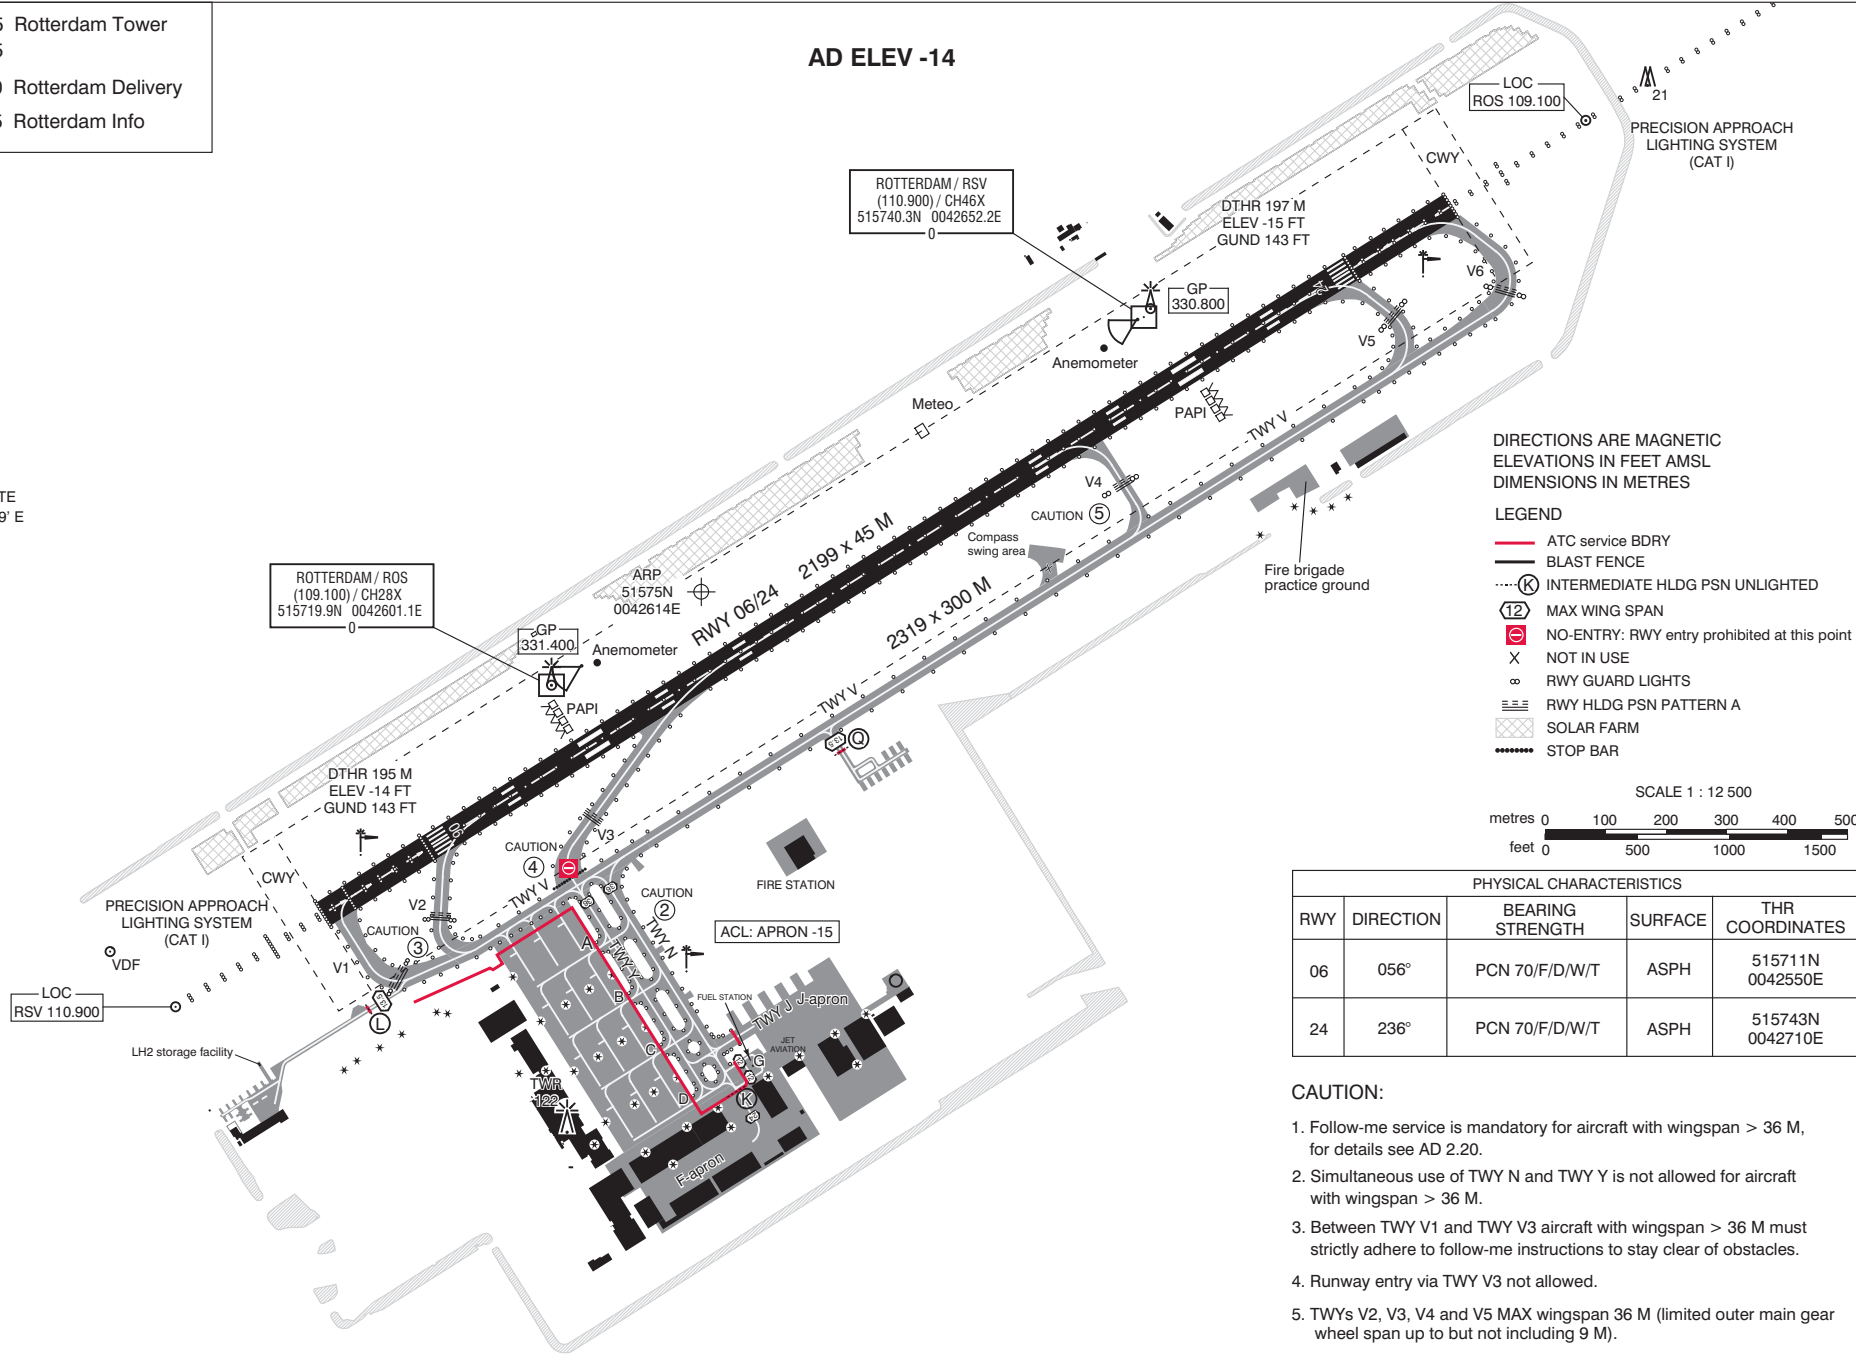 Rotterdam Tower
Rotterdam Delivery
Rotterdam Info
AD ELEV -14
LOC
ROS 109.100
21
PRECISION APPROACH
LIGHTING SYSTEM
(CAT I)
CWY
ROTTERDAM / RSV
(110.900) / CH46X
515740.3N 0042652.2E
0
DTHR 197 M
ELEV -15 FT
GUND 143 FT
GP
330.800
Anemometer
24
V6
V5
PAPI
Meteo
TWY V
V4
CAUTION 5
Compass
swing area
Fire brigade
practice ground
TE
9' E
ROTTERDAM / ROS
(109.100) / CH28X
515719.9N 0042601.1E
0
ARP
51575N
0042614E
RWY 06/24 2199 x 45 M
2319 x 300 M
GP
331.400
Anemometer
PAPI
TWY V
13.5 Q
DTHR 195 M
ELEV -14 FT
GUND 143 FT
06
V3
CAUTION
4
TWY V
CWY
V2
CAUTION
3
V1
PRECISION APPROACH
LIGHTING SYSTEM
(CAT I)
VDF
LOC
RSV 110.900
13.5
L
LH2 storage facility
FIRE STATION
CAUTION
2
TWY N
TWY Y
ACL: APRON -15
A
B
C
D
FUEL STATION
TWY J
J-apron
JET
AVIATION
G
K
TWR
122
F-apron
DIRECTIONS ARE MAGNETIC
ELEVATIONS IN FEET AMSL
DIMENSIONS IN METRES
LEGEND
ATC service BDRY
BLAST FENCE
K INTERMEDIATE HLDG PSN UNLIGHTED
12 MAX WING SPAN
NO-ENTRY: RWY entry prohibited at this point
X NOT IN USE
RWY GUARD LIGHTS
RWY HLDG PSN PATTERN A
SOLAR FARM
STOP BAR
SCALE 1 : 12 500
metres 0 100 200 300 400 500
feet 0 500 1000 1500
PHYSICAL CHARACTERISTICS
RWY DIRECTION BEARING STRENGTH SURFACE THR COORDINATES
06 056° PCN 70/F/D/W/T ASPH 515711N 0042550E
24 236° PCN 70/F/D/W/T ASPH 515743N 0042710E
CAUTION:
1. Follow-me service is mandatory for aircraft with wingspan > 36 M,
for details see AD 2.20.
2. Simultaneous use of TWY N and TWY Y is not allowed for aircraft
with wingspan > 36 M.
3. Between TWY V1 and TWY V3 aircraft with wingspan > 36 M must
strictly adhere to follow-me instructions to stay clear of obstacles.
4. Runway entry via TWY V3 not allowed.
5. TWYs V2, V3, V4 and V5 MAX wingspan 36 M (limited outer main gear
wheel span up to but not including 9 M).